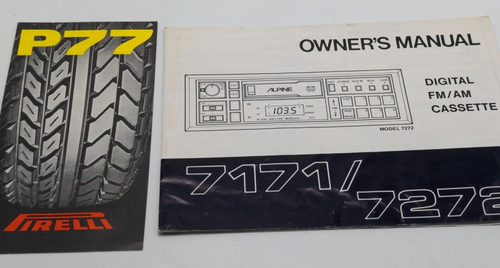 P77
PIRELLI
OWNER'S MANUAL
DIGITAL
FM/AM
CASSETTE
ALPINE
103.5
MODEL 7272
7171/
7272